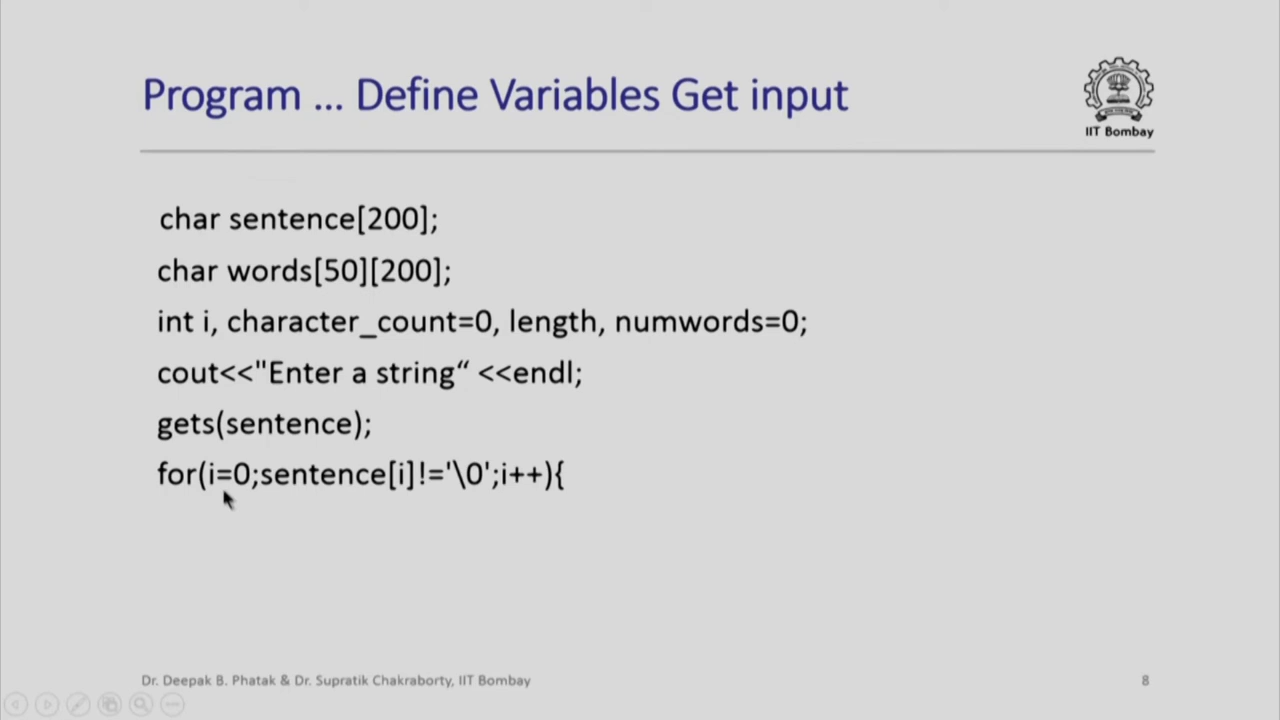 Program ... Define Variables Get input
IIT Bombay
char sentence[200];
char words[50][200];
int i, character_count=0, length, numwords=0;
cout<<"Enter a string“ <<endl;
gets(sentence);
for(i=0;sentence[i]!='\0';i++){
Dr. Deepak B. Phatak & Dr. Supratik Chakraborty, IIT Bombay
8